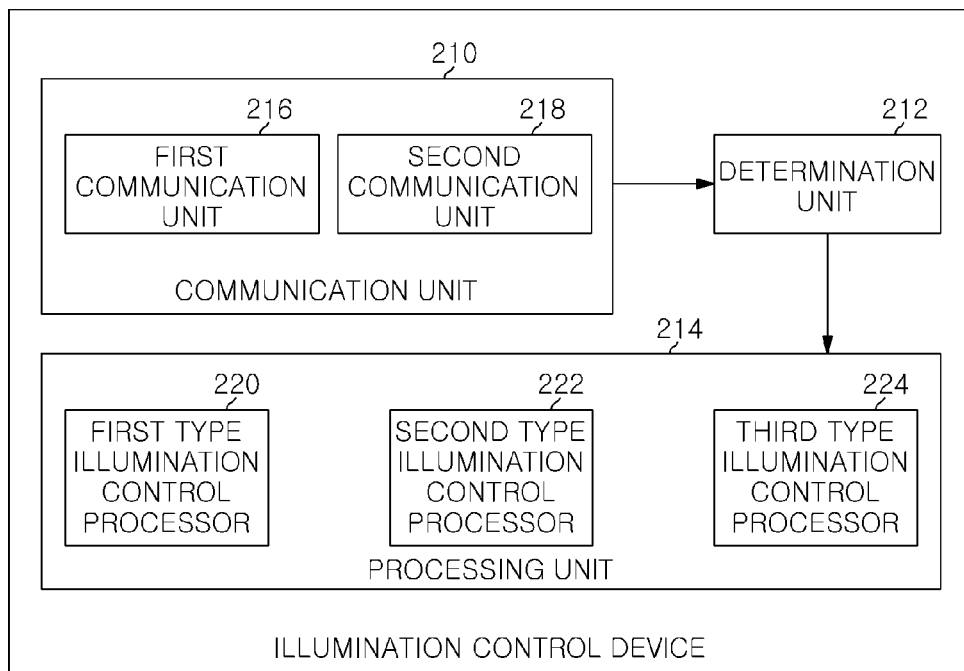 210
216
218
212
FIRST
COMMUNICATION
UNIT
SECOND
COMMUNICATION
UNIT
DETERMINATION
UNIT
COMMUNICATION UNIT
214
220
222
224
FIRST TYPE
ILLUMINATION
CONTROL
PROCESSOR
SECOND TYPE
ILLUMINATION
CONTROL
PROCESSOR
THIRD TYPE
ILLUMINATION
CONTROL
PROCESSOR
PROCESSING UNIT
ILLUMINATION CONTROL DEVICE